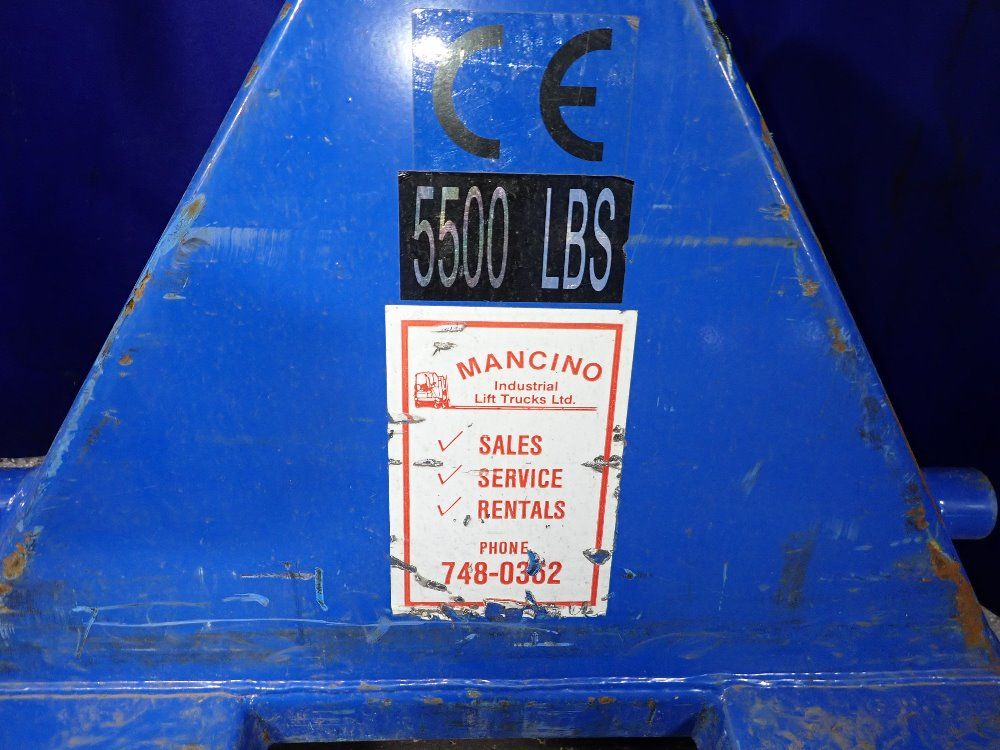 CE
5500 LBS
MANCINO
Industrial
Lift Trucks Ltd.
SALES
SERVICE
RENTALS
PHONE
748-0362